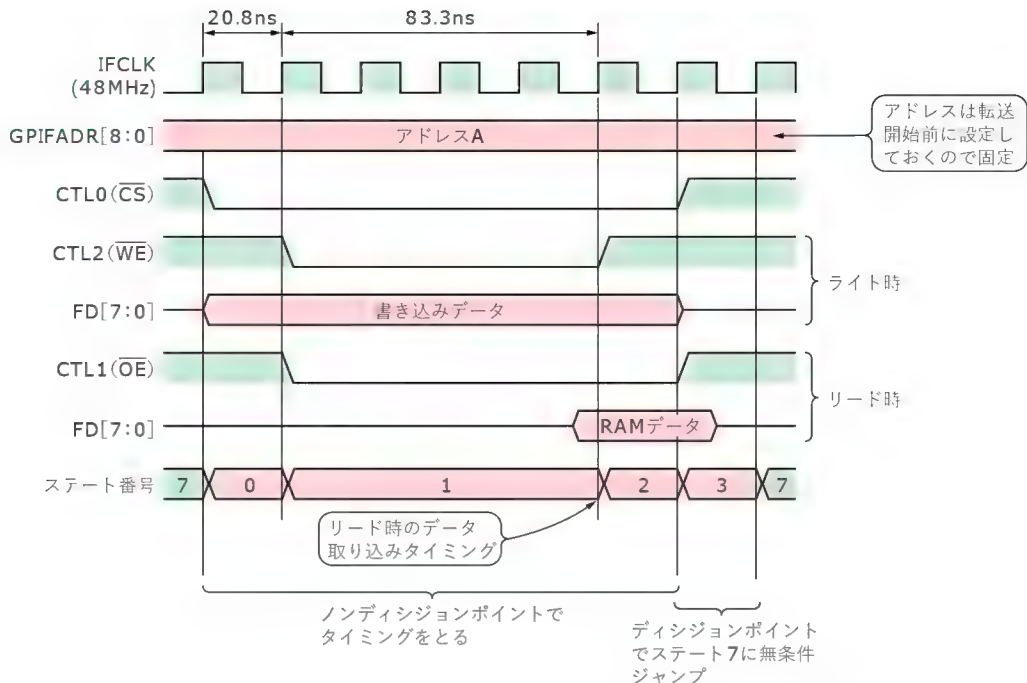 20.8ns 83.3ns
IFCLK
(48MHz)
GPIFADR[8:0] アドレスA
アドレスは転送
開始前に設定し
ておくので固定
CTL0(CS)
CTL2(WE)
FD[7:0] 書き込みデータ
ライト時
CTL1(OE)
FD[7:0] RAMデータ
リード時
ステート番号 7 0 1 2 3 7
リード時のデータ
取り込みタイミング
ノンディシジョンポイントで
タイミングをとる
ディシジョンポイント
でステート7に無条件
ジャンプ